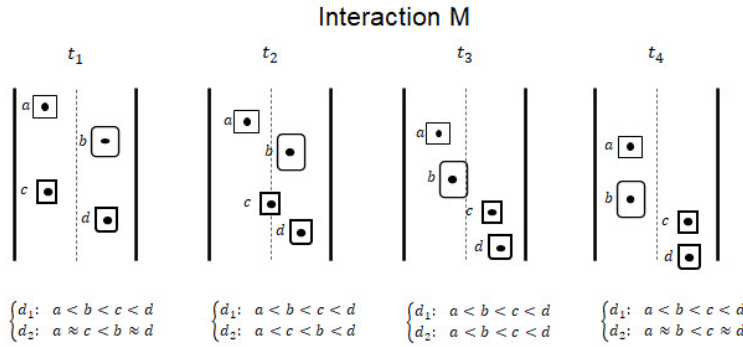 Interaction M
t₁ t₂ t₃ t₄
a b c d
a b c d
a b c d
a b c d
{d₁: a < b < c < d
d₂: a ≈ c < b ≈ d
{d₁: a < b < c < d
d₂: a < c < b < d
{d₁: a < b < c < d
d₂: a < b < c < d
{d₁: a < b < c < d
d₂: a ≈ b < c ≈ d